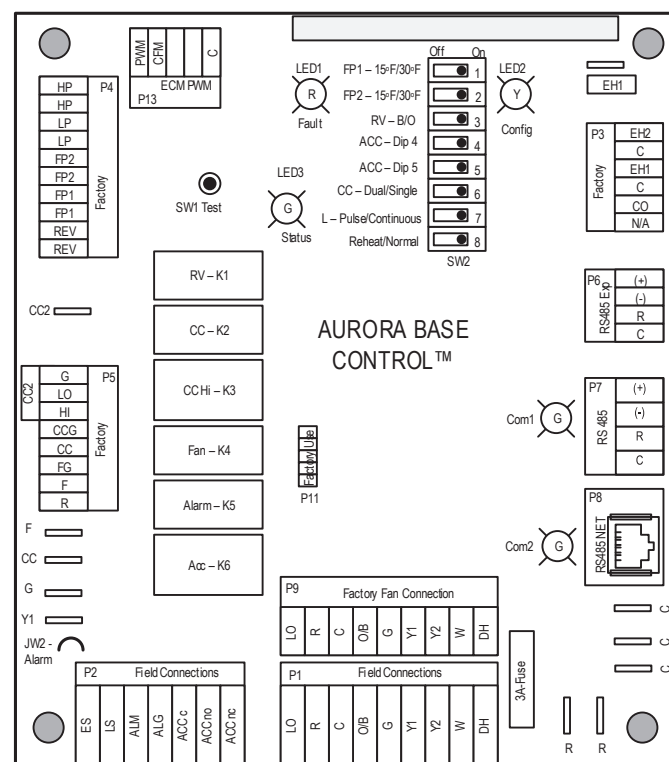 PWM
CFM
C
ECM PWM
P13
LED1
R
Fault
Off On
FP1 – 15ºF/30ºF 1
FP2 – 15ºF/30ºF 2
RV – B/O 3
ACC – Dip 4 4
ACC – Dip 5 5
CC – Dual/Single 6
L – Pulse/Continuous 7
Reheat/Normal 8
SW2
LED2
Y
Config
EH1
P4
HP
HP
LP
LP
FP2
FP2
FP1
FP1
REV
REV
Factory
SW1 Test
LED3
G
Status
P3
Factory
EH2
C
EH1
C
CO
N/A
RV – K1
CC – K2
CC Hi – K3
Fan – K4
Alarm – K5
Acc – K6
AURORA BASE
CONTROL™
P6
RS485 Exp
(+)
(-)
R
C
CC2
CC2
P5
G
LO
HI
CCG
CC
FG
F
R
Factory
Factory Use
P11
Com1
G
P7
RS 485
(+)
(-)
R
C
Com2
G
P8
RS485 NET
F
CC
G
Y1
JW2 -
Alarm
P9
Factory Fan Connection
LO
R
C
O/B
G
Y1
Y2
W
DH
C
C
C
P2
Field Connections
ES
LS
ALM
ALG
ACC c
ACC no
ACC nc
P1
Field Connections
LO
R
C
O/B
G
Y1
Y2
W
DH
3A-Fuse
R
R